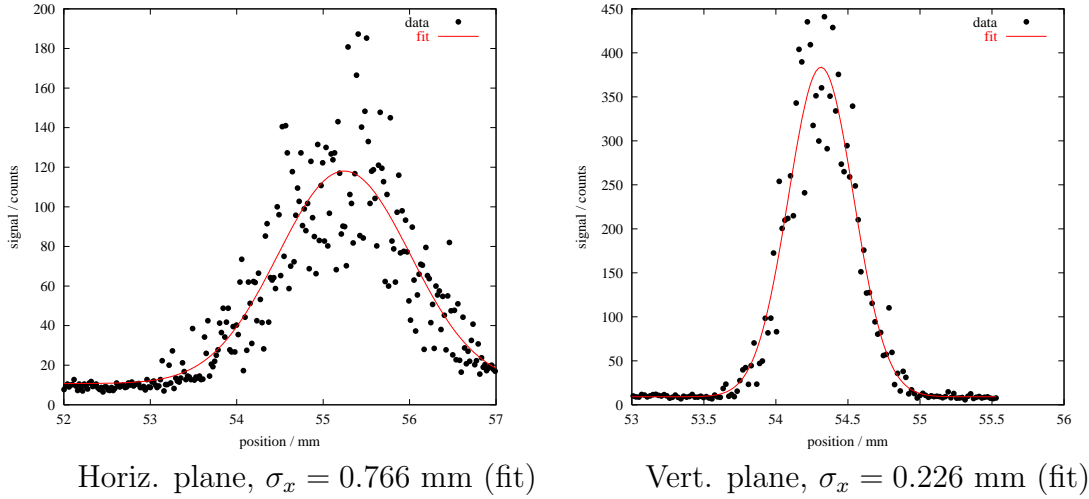 200
180
160
140
120
100
80
60
40
20
0
signal / counts
data
fit
52 53 54 55 56 57
position / mm
Horiz. plane, σx = 0.766 mm (fit)
450
400
350
300
250
200
150
100
50
0
signal / counts
data
fit
53 53.5 54 54.5 55 55.5 56
position / mm
Vert. plane, σx = 0.226 mm (fit)